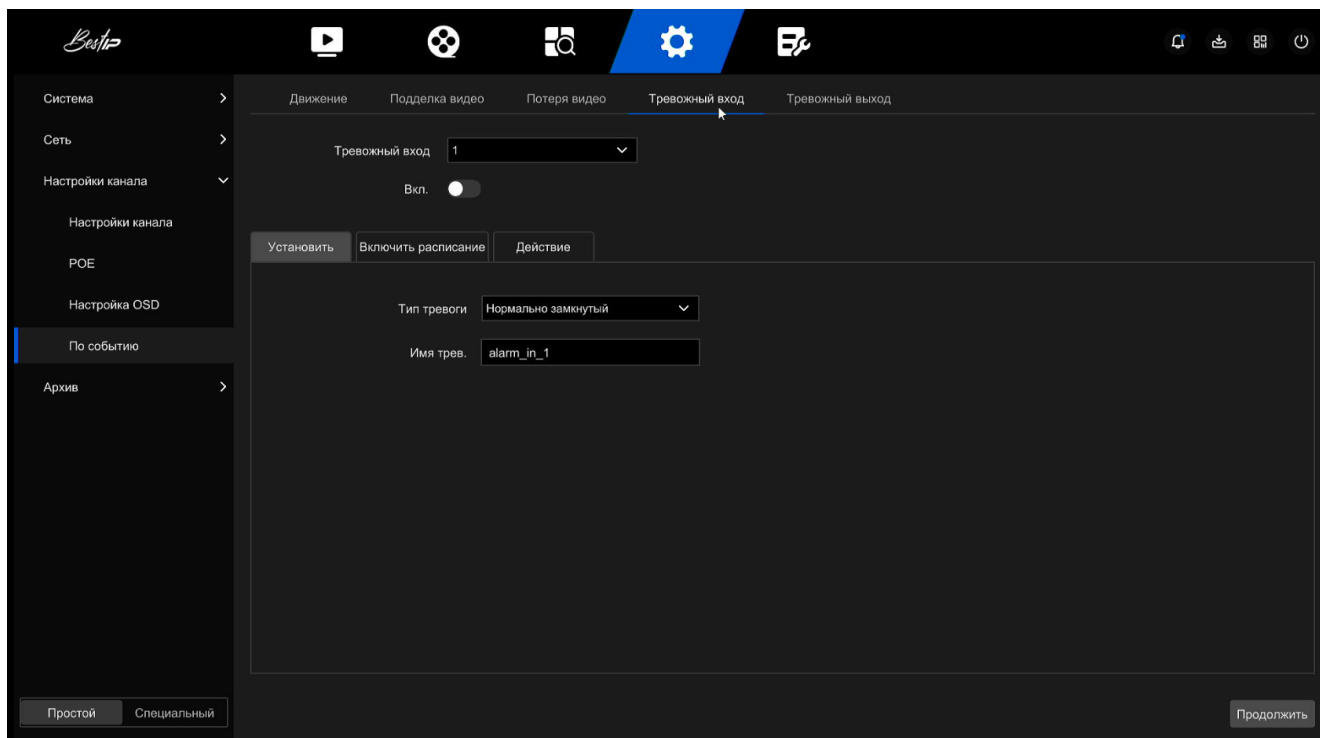 BestIP
Система
Сеть
Настройки канала
Настройки канала
POE
Настройка OSD
По событию
Архив
Простой Специальный
Движение Подделка видео Потеря видео Тревожный вход Тревожный выход
Тревожный вход 1
Вкл.
Установить Включить расписание Действие
Тип тревоги Нормально замкнутый
Имя трев. alarm_in_1
Продолжить